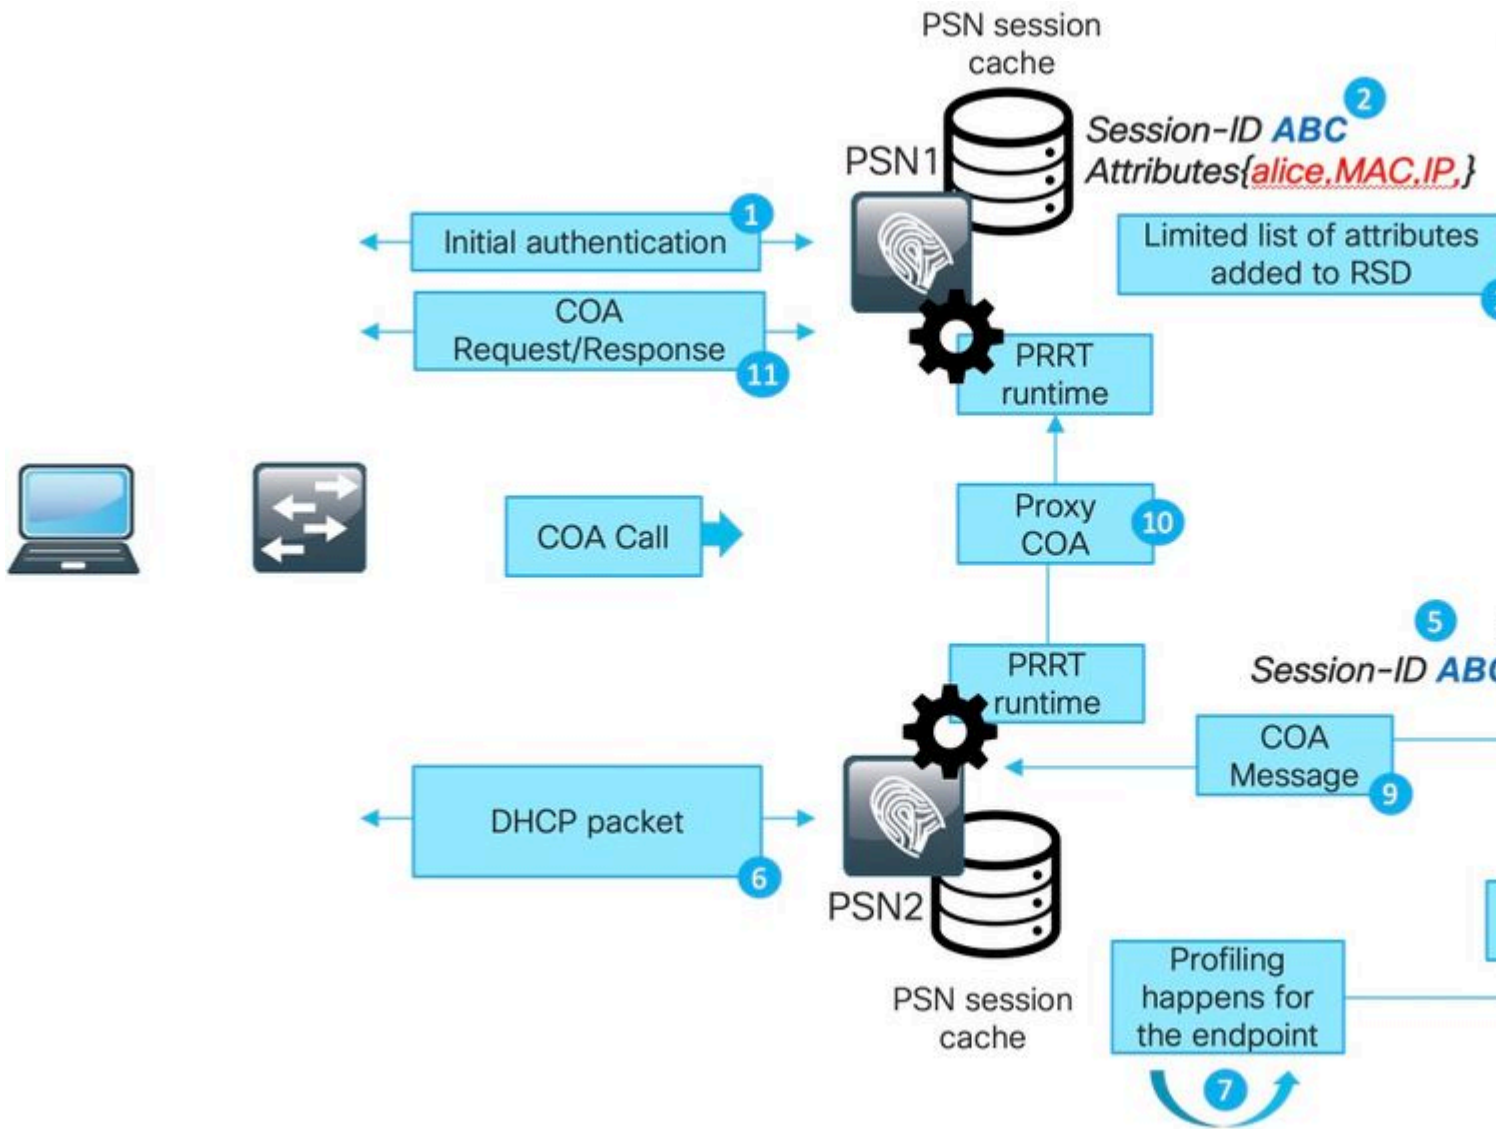 PSN session
cache
2
Session-ID ABC
Attributes{alice,MAC,IP,}
PSN1
1
Initial authentication
Limited list of attributes
added to RSD
COA
Request/Response
11
PRRT
runtime
COA Call
Proxy
COA
10
5
Session-ID ABC
PRRT
runtime
COA
Message
9
DHCP packet
6
PSN2
PSN session
cache
Profiling
happens for
the endpoint
7